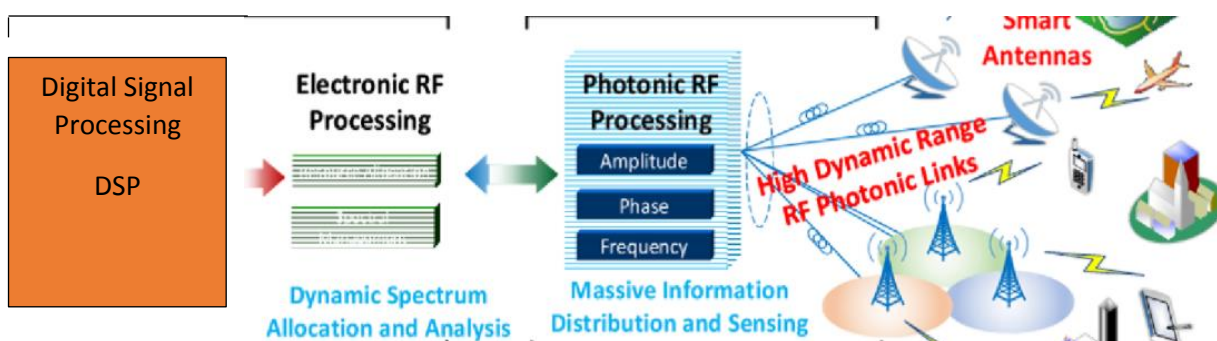 Digital Signal
Processing
DSP
Electronic RF
Processing
Dynamic Spectrum
Allocation and Analysis
Photonic RF
Processing
Amplitude
Phase
Frequency
Massive Information
Distribution and Sensing
High Dynamic Range
RF Photonic Links
Smart
Antennas